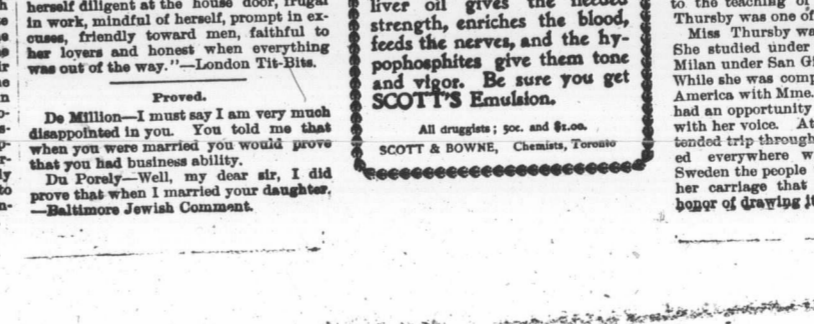 herself diligent at the house door, frugal
in work, mindful of herself, prompt in ex-
cuses, friendly toward men, faithful to
her lovers and honest when everything
was out of the way."—London Tit-Bits.
Proved.
De Million—I must say I am very much
disappointed in you. You told me that
when you were married you would prove
that you had business ability.
Du Porely—Well, my dear sir, I did
prove that when I married your daughter.
—Baltimore Jewish Comment.
liver oil gives the needed
strength, enriches the blood,
feeds the nerves, and the hy-
pophosphites give them tone
and vigor. Be sure you get
SCOTT'S Emulsion.
All druggists; 50c. and $1.00.
SCOTT & BOWNE, Chemists, Toronto
to the teaching of
Thursby was one of
Miss Thursby wa
She studied under
Milan under San Gi
While she was comp
America with Mme.
had an opportunity
with her voice. At
tended trip through
ed everywhere w
Sweden the people
her carriage that
honor of drawing it